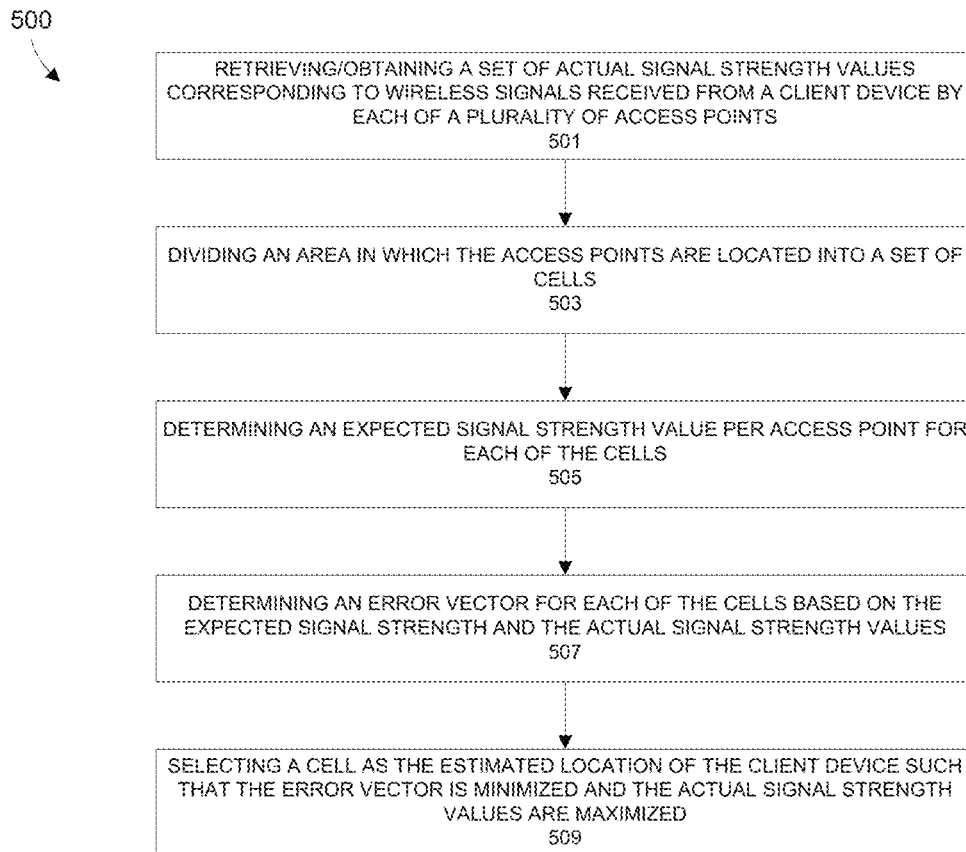 500
RETRIEVING/OBTAINING A SET OF ACTUAL SIGNAL STRENGTH VALUES
CORRESPONDING TO WIRELESS SIGNALS RECEIVED FROM A CLIENT DEVICE BY
EACH OF A PLURALITY OF ACCESS POINTS
501
DIVIDING AN AREA IN WHICH THE ACCESS POINTS ARE LOCATED INTO A SET OF
CELLS
503
DETERMINING AN EXPECTED SIGNAL STRENGTH VALUE PER ACCESS POINT FOR
EACH OF THE CELLS
505
DETERMINING AN ERROR VECTOR FOR EACH OF THE CELLS BASED ON THE
EXPECTED SIGNAL STRENGTH AND THE ACTUAL SIGNAL STRENGTH VALUES
507
SELECTING A CELL AS THE ESTIMATED LOCATION OF THE CLIENT DEVICE SUCH
THAT THE ERROR VECTOR IS MINIMIZED AND THE ACTUAL SIGNAL STRENGTH
VALUES ARE MAXIMIZED
509